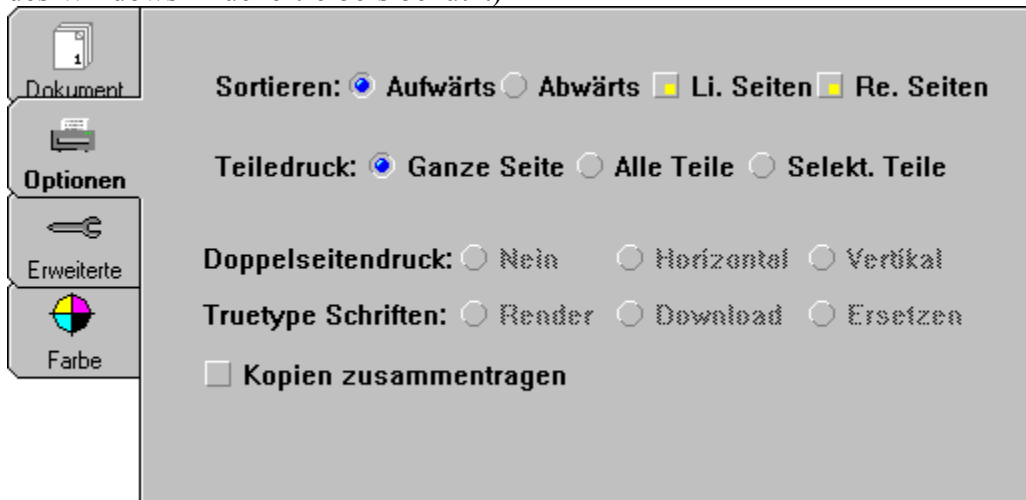 1
Dokument
Sortieren: Aufwärts Abwärts Li. Seiten Re. Seiten
Optionen
Teiledruck: Ganze Seite Alle Teile Selekt. Teile
Erweiterte
Doppelseitendruck: Nein Horizontal Vertikal
Truetype Schriften: Render Download Ersetzen
Farbe
Kopien zusammentragen